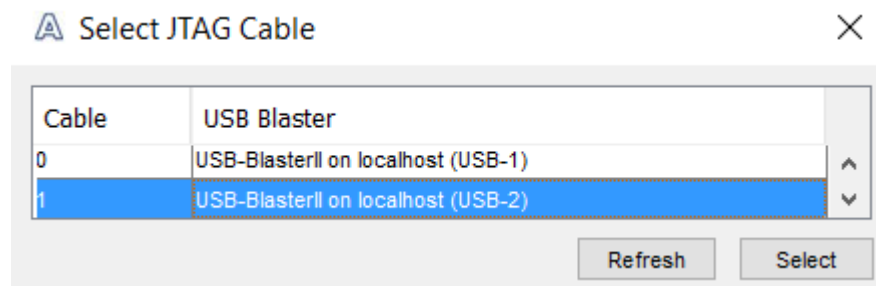 Select JTAG Cable
Cable USB Blaster
0 USB-BlasterII on localhost (USB-1)
1 USB-BlasterII on localhost (USB-2)
Refresh Select